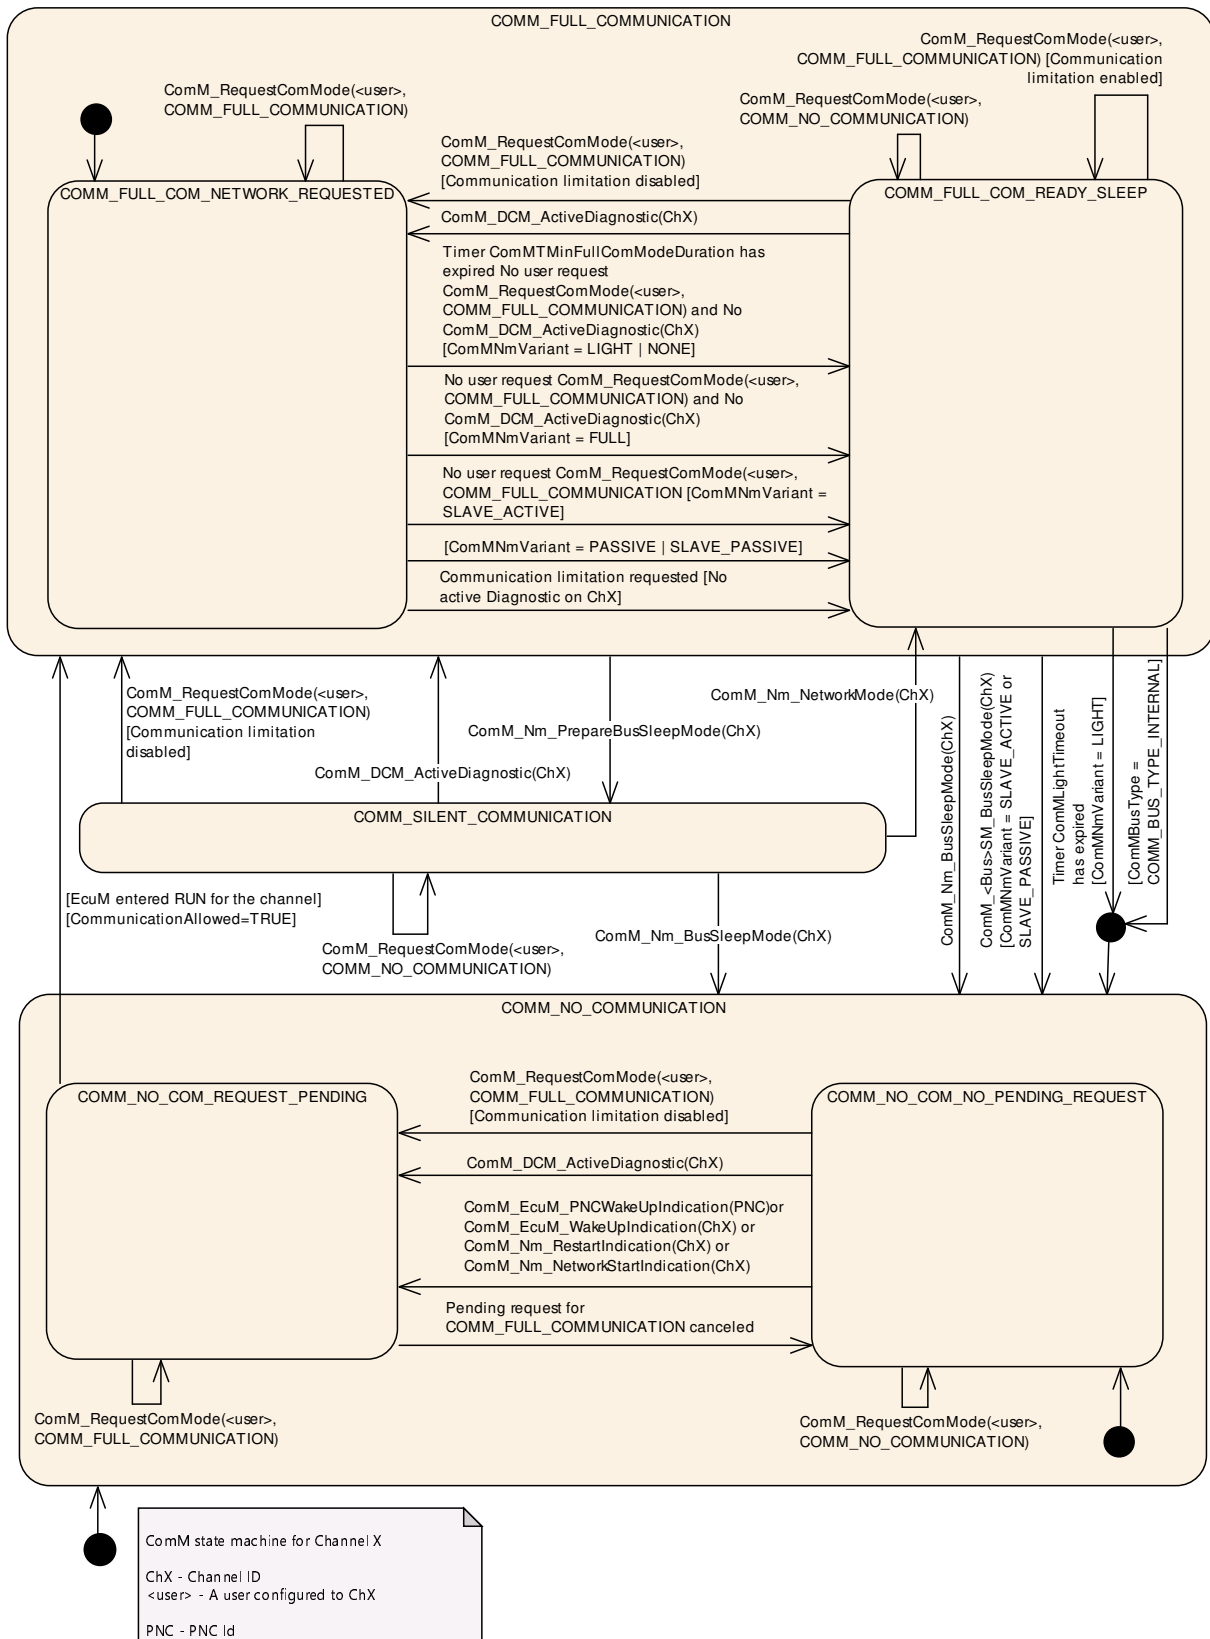 COMM_FULL_COMMUNICATION
ComM_RequestComMode(<user>,
COMM_FULL_COMMUNICATION) [Communication
limitation enabled]
ComM_RequestComMode(<user>,
COMM_FULL_COMMUNICATION)
ComM_RequestComMode(<user>,
COMM_NO_COMMUNICATION)
ComM_RequestComMode(<user>,
COMM_FULL_COMMUNICATION)
[Communication limitation disabled]
COMM_FULL_COM_NETWORK_REQUESTED
COMM_FULL_COM_READY_SLEEP
ComM_DCM_ActiveDiagnostic(ChX)
Timer ComMTMinFullComModeDuration has
expired No user request
ComM_RequestComMode(<user>,
COMM_FULL_COMMUNICATION) and No
ComM_DCM_ActiveDiagnostic(ChX)
[ComMNmVariant = LIGHT | NONE]
No user request ComM_RequestComMode(<user>,
COMM_FULL_COMMUNICATION) and No
ComM_DCM_ActiveDiagnostic(ChX)
[ComMNmVariant = FULL]
No user request ComM_RequestComMode(<user>,
COMM_FULL_COMMUNICATION [ComMNmVariant =
SLAVE_ACTIVE]
[ComMNmVariant = PASSIVE | SLAVE_PASSIVE]
Communication limitation requested [No
active Diagnostic on ChX]
ComM_RequestComMode(<user>,
COMM_FULL_COMMUNICATION)
[Communication limitation
disabled]
ComM_DCM_ActiveDiagnostic(ChX)
ComM_Nm_PrepareBusSleepMode(ChX)
ComM_Nm_NetworkMode(ChX)
ComM_Nm_BusSleepMode(ChX)
ComM_<Bus>SM_BusSleepMode(ChX)
[ComMNmVariant = SLAVE_ACTIVE or
SLAVE_PASSIVE]
Timer ComMLightTimeout
has expired
[ComMNmVariant = LIGHT]
[ComMBusType =
COMM_BUS_TYPE_INTERNAL]
COMM_SILENT_COMMUNICATION
[EcuM entered RUN for the channel]
[CommunicationAllowed=TRUE]
ComM_RequestComMode(<user>,
COMM_NO_COMMUNICATION)
ComM_Nm_BusSleepMode(ChX)
COMM_NO_COMMUNICATION
COMM_NO_COM_REQUEST_PENDING
COMM_NO_COM_NO_PENDING_REQUEST
ComM_RequestComMode(<user>,
COMM_FULL_COMMUNICATION)
[Communication limitation disabled]
ComM_DCM_ActiveDiagnostic(ChX)
ComM_EcuM_PNCWakeUpIndication(PNC)or
ComM_EcuM_WakeUpIndication(ChX) or
ComM_Nm_RestartIndication(ChX) or
ComM_Nm_NetworkStartIndication(ChX)
Pending request for
COMM_FULL_COMMUNICATION canceled
ComM_RequestComMode(<user>,
COMM_FULL_COMMUNICATION)
ComM_RequestComMode(<user>,
COMM_NO_COMMUNICATION)
ComM state machine for Channel X
ChX - Channel ID
<user> - A user configured to ChX
PNC - PNC Id